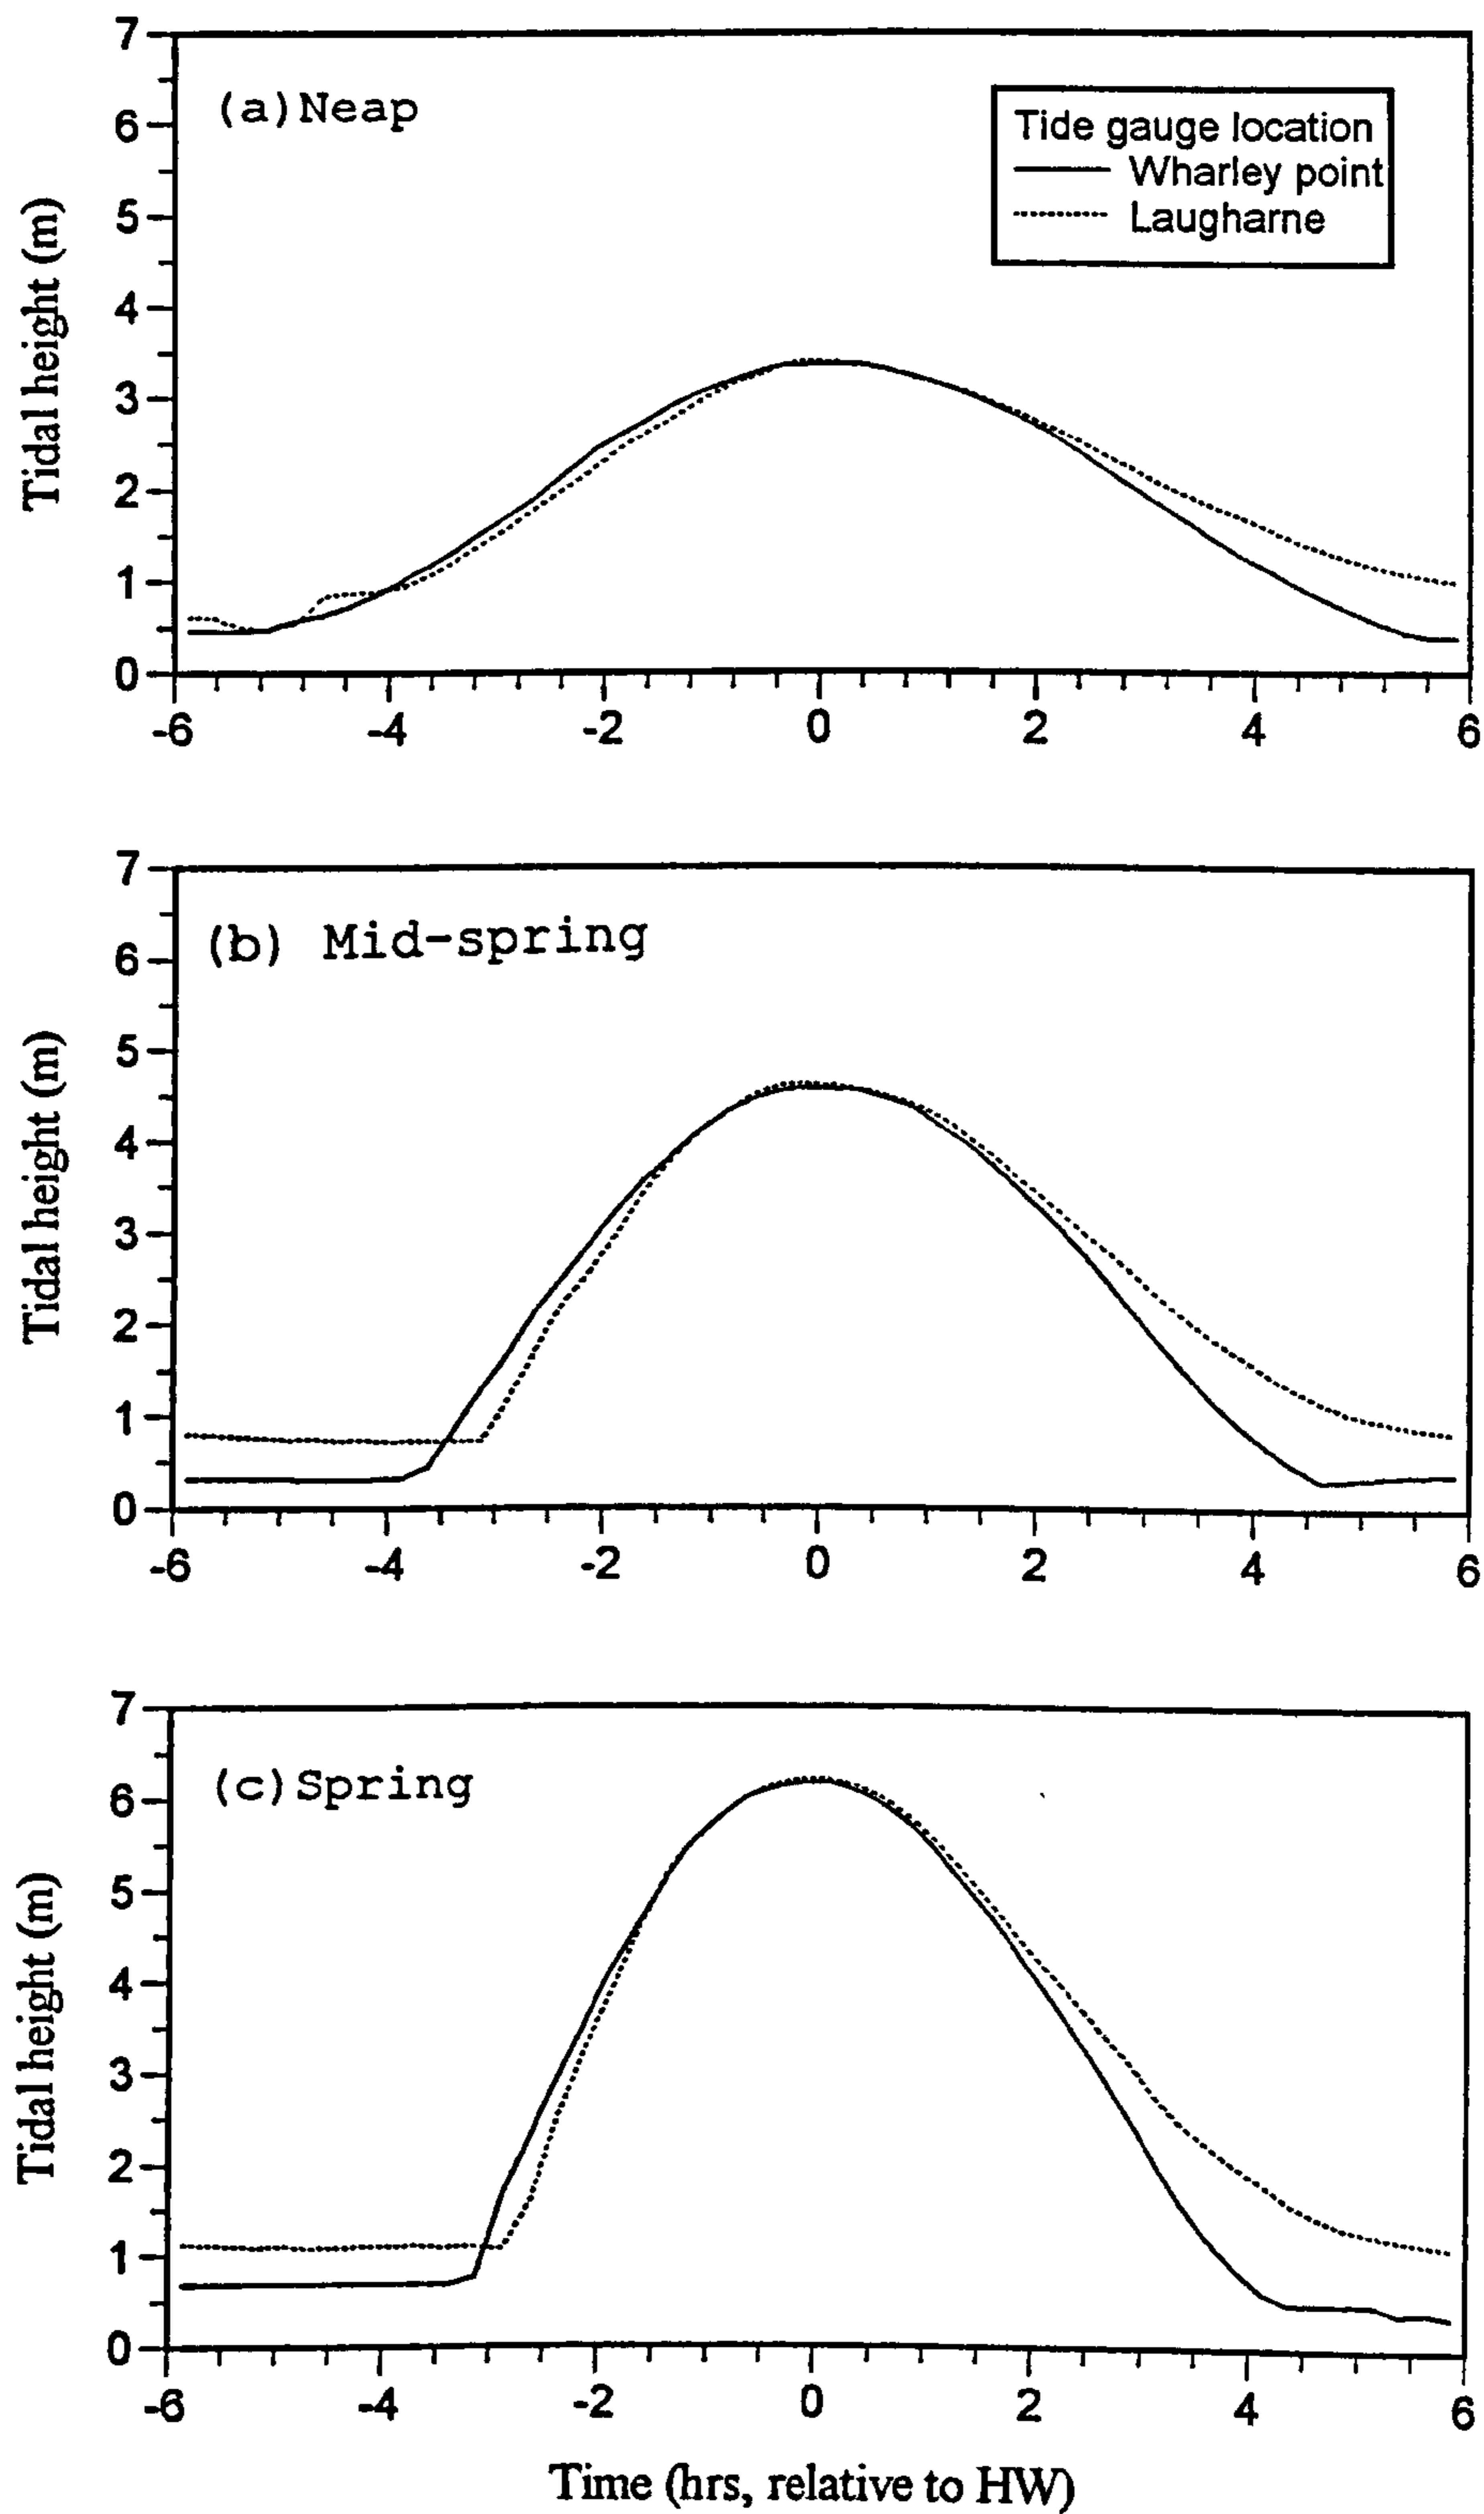 7
6
5
4
3
2
1
0
Tidal height (m)
(a)Neap
Tide gauge location
Wharley point
Laugharne
-6 -4 -2 0 2 4 6
7
6
5
4
3
2
1
0
Tidal height (m)
(b) Mid-spring
-6 -4 -2 0 2 4 6
7
6
5
4
3
2
1
0
Tidal height (m)
(c)Spring
-6 -4 -2 0 2 4 6
Time (hrs, relative to HW)